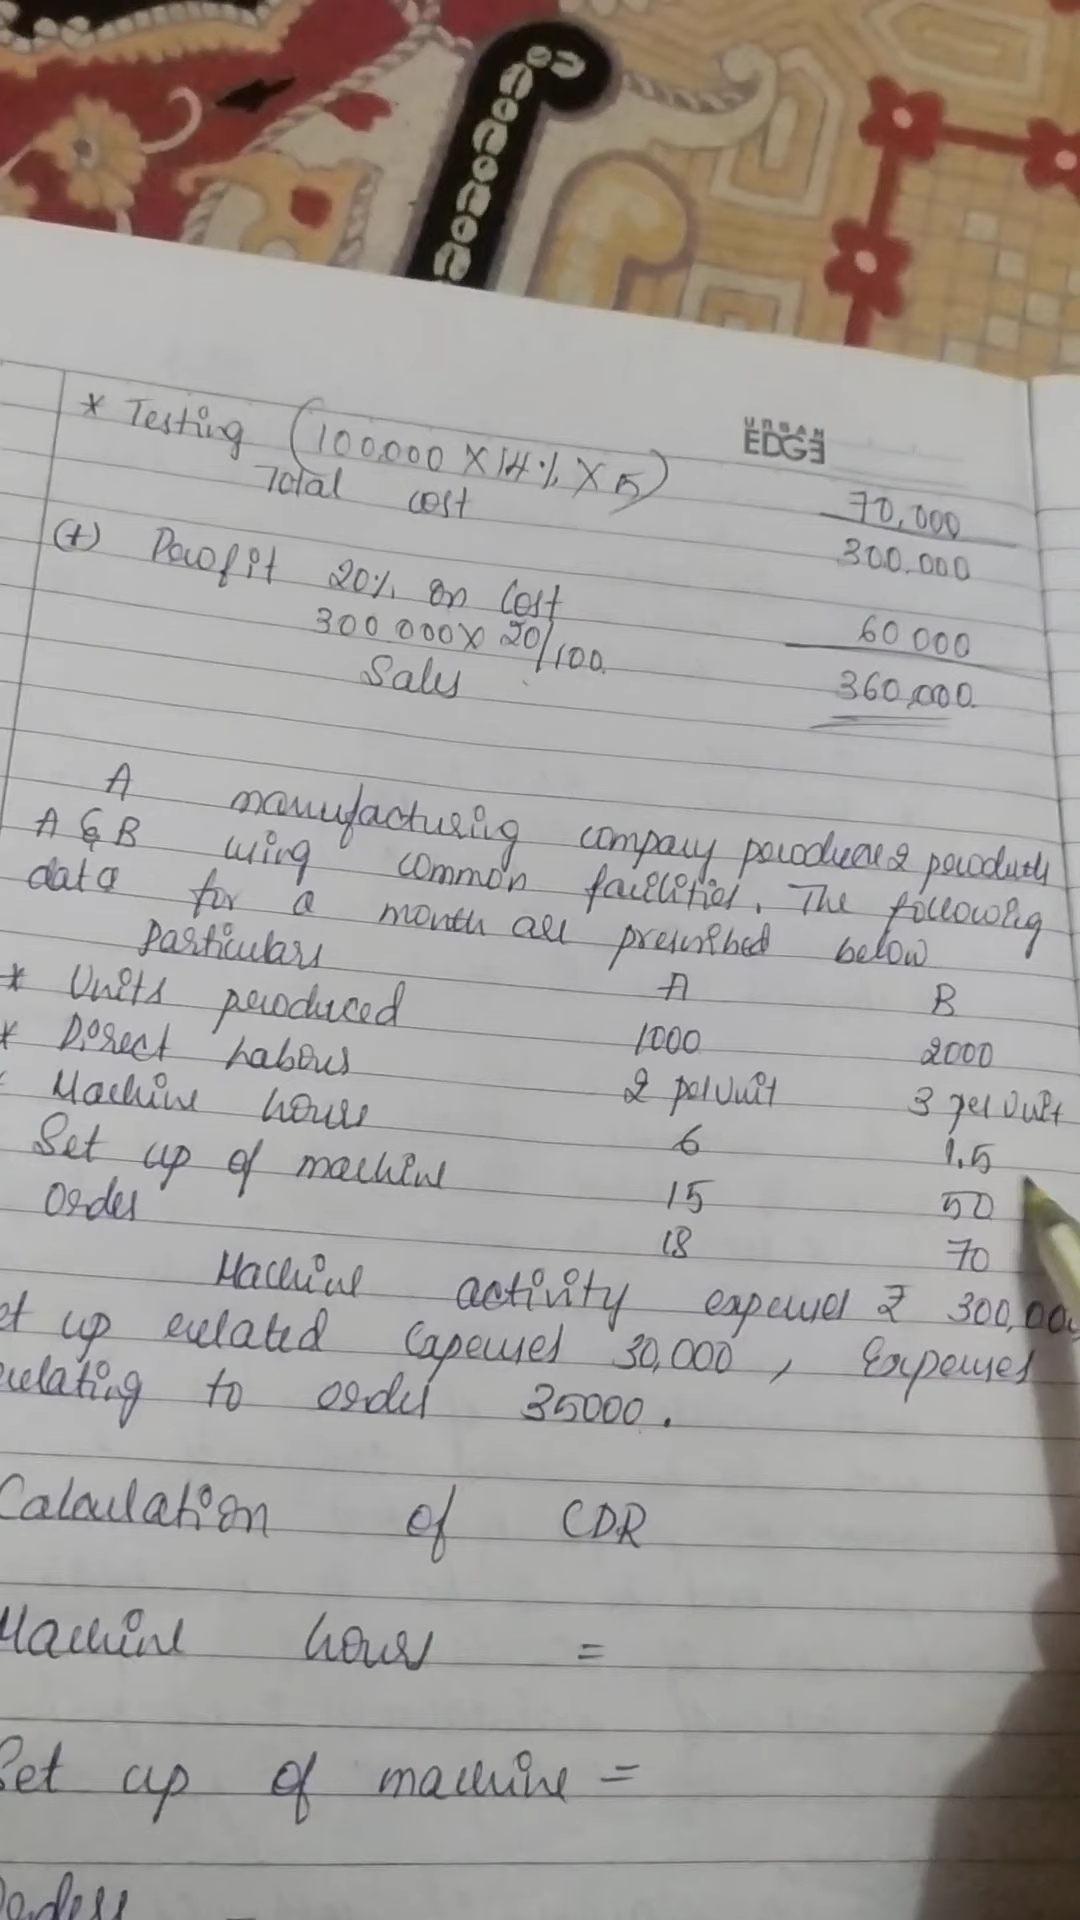 URBAN
EDGE
* Testing (100,000 X 14% X 5) 70,000
Total cost 300.000
(+) Profit 20% on Cost
300 000 X 20/100 60 000
Sales 360,000.
A manufacturing company produces 2 products
A & B using common facilities. The following
data for a month are prescribed below
Particulars A B
* Units produced 1000 2000
* Direct Labour 2 per Unit 3 per Unit
Machine hours 6 1.5
Set up of machine 15 50
Order 18 70
Machine activity expenses ₹ 300,00
et up related Expenses 30,000, Expenses
relating to order 35000.
Calculation of CDR
Machine hours =
Set up of machine =